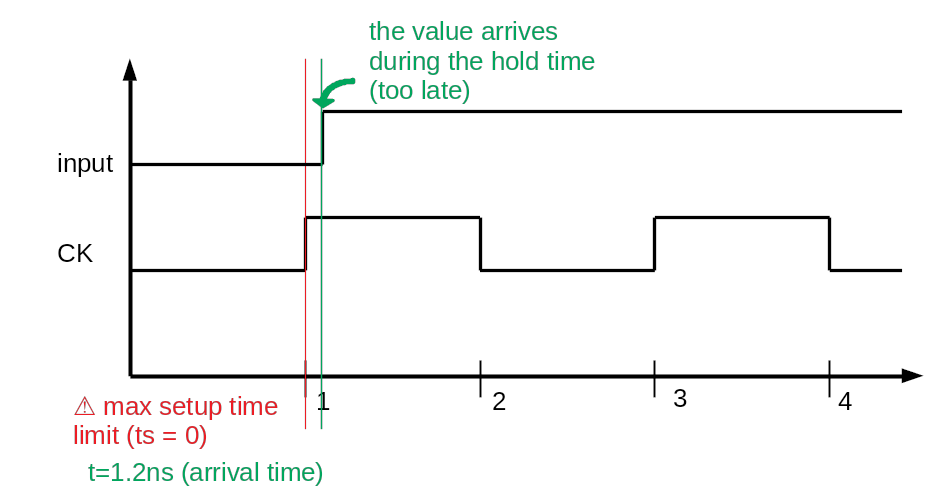 the value arrives
during the hold time
(too late)
input
CK
1
2
3
4
⚠ max setup time
limit (ts = 0)
t=1.2ns (arrival time)